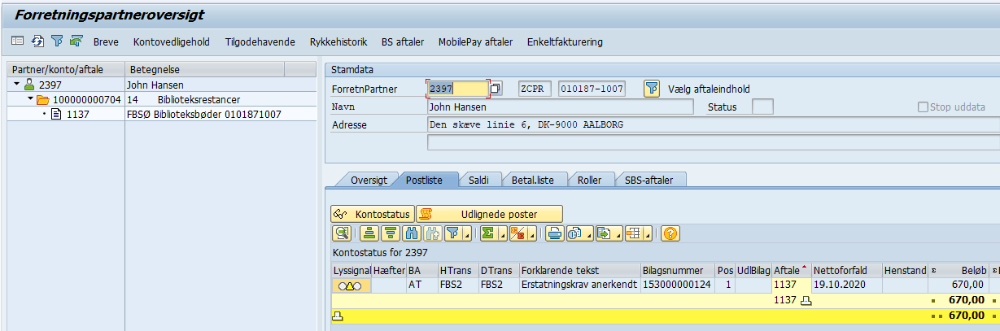 Forretningspartneroversigt
Breve Kontovedligehold Tilgodehavende Rykkehistorik BS aftaler MobilePay aftaler Enkeltfakturering
Partner/konto/aftale Betegnelse
2397 John Hansen
100000000704 14 Biblioteksrestancer
1137 FBSØ Biblioteksbøder 0101871007
Stamdata
ForretnPartner 2397 ZCPR 010187-1007 Vælg aftaleindhold
Navn John Hansen Status Stop uddata
Adresse Den skæve linie 6, DK-9000 AALBORG
Oversigt Postliste Saldi Betal.liste Roller SBS-aftaler
Kontostatus Udlignede poster
Kontostatus for 2397
Lyssignal Hæfter BA HTrans DTrans Forklarende tekst Bilagsnummer Pos UdlBilag Aftale Nettoforfald Henstand ¤ Beløb ¤
AT FBS2 FBS2 Erstatningskrav anerkendt 153000000124 1 1137 19.10.2020 670,00
1137 670,00
670,00